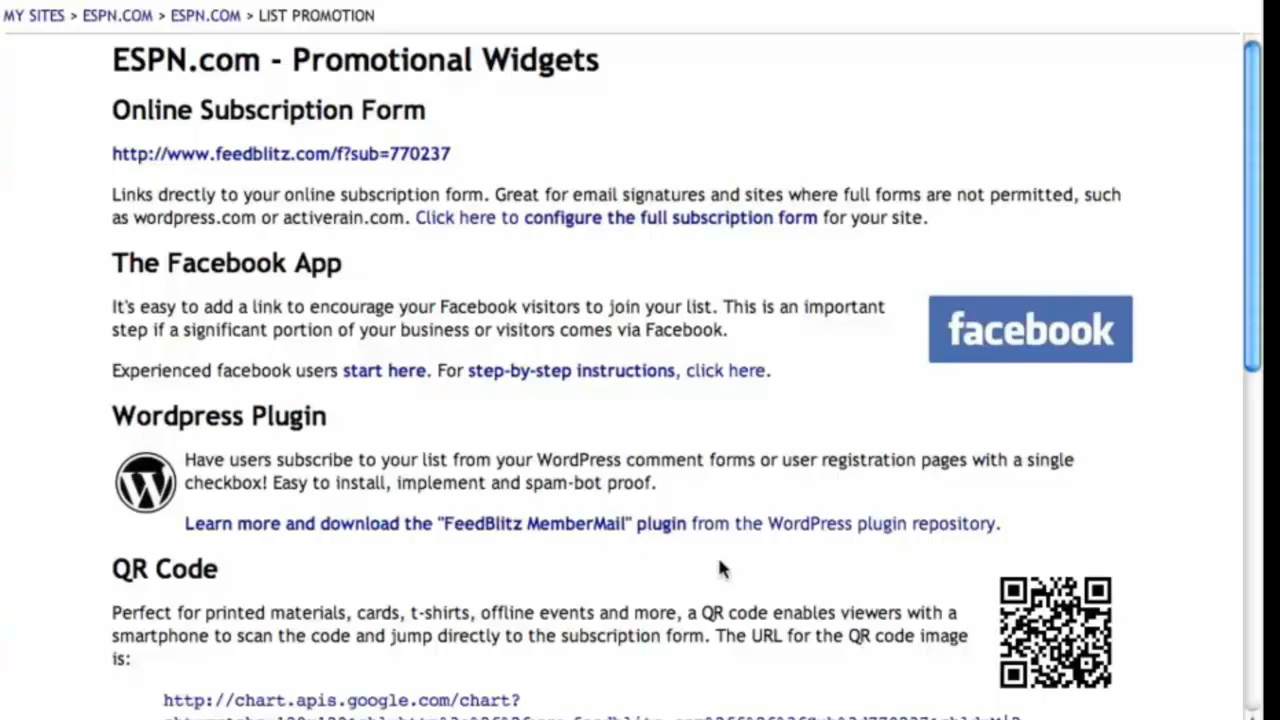 MY SITES > ESPN.COM > ESPN.COM > LIST PROMOTION
ESPN.com - Promotional Widgets
Online Subscription Form
http://www.feedblitz.com/f?sub=770237
Links directly to your online subscription form. Great for email signatures and sites where full forms are not permitted, such
as wordpress.com or activerain.com. Click here to configure the full subscription form for your site.
The Facebook App
It's easy to add a link to encourage your Facebook visitors to join your list. This is an important
step if a significant portion of your business or visitors comes via Facebook.
facebook
Experienced facebook users start here. For step-by-step instructions, click here.
Wordpress Plugin
Have users subscribe to your list from your WordPress comment forms or user registration pages with a single
checkbox! Easy to install, implement and spam-bot proof.
Learn more and download the "FeedBlitz MemberMail" plugin from the WordPress plugin repository.
QR Code
Perfect for printed materials, cards, t-shirts, offline events and more, a QR code enables viewers with a
smartphone to scan the code and jump directly to the subscription form. The URL for the QR code image
is:
http://chart.apis.google.com/chart?